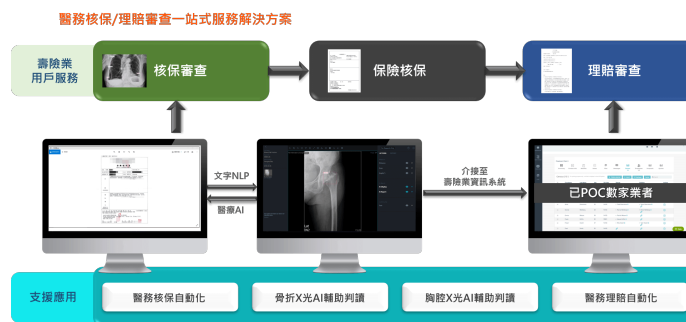 醫務核保/理賠審查一站式服務解決方案
壽險業
用戶服務
核保審查
保險核保
理賠審查
文字NLP
醫療AI
介接至
壽險業資訊系統
已POC數家業者
支援應用
醫務核保自動化
骨折X光AI輔助判讀
胸腔X光AI輔助判讀
醫務理賠自動化